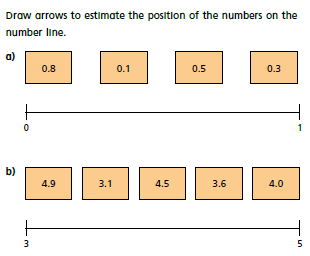 Draw arrows to estimate the position of the numbers on the
number line.
a)
0.8 0.1 0.5 0.3
0 1
b)
4.9 3.1 4.5 3.6 4.0
3 5